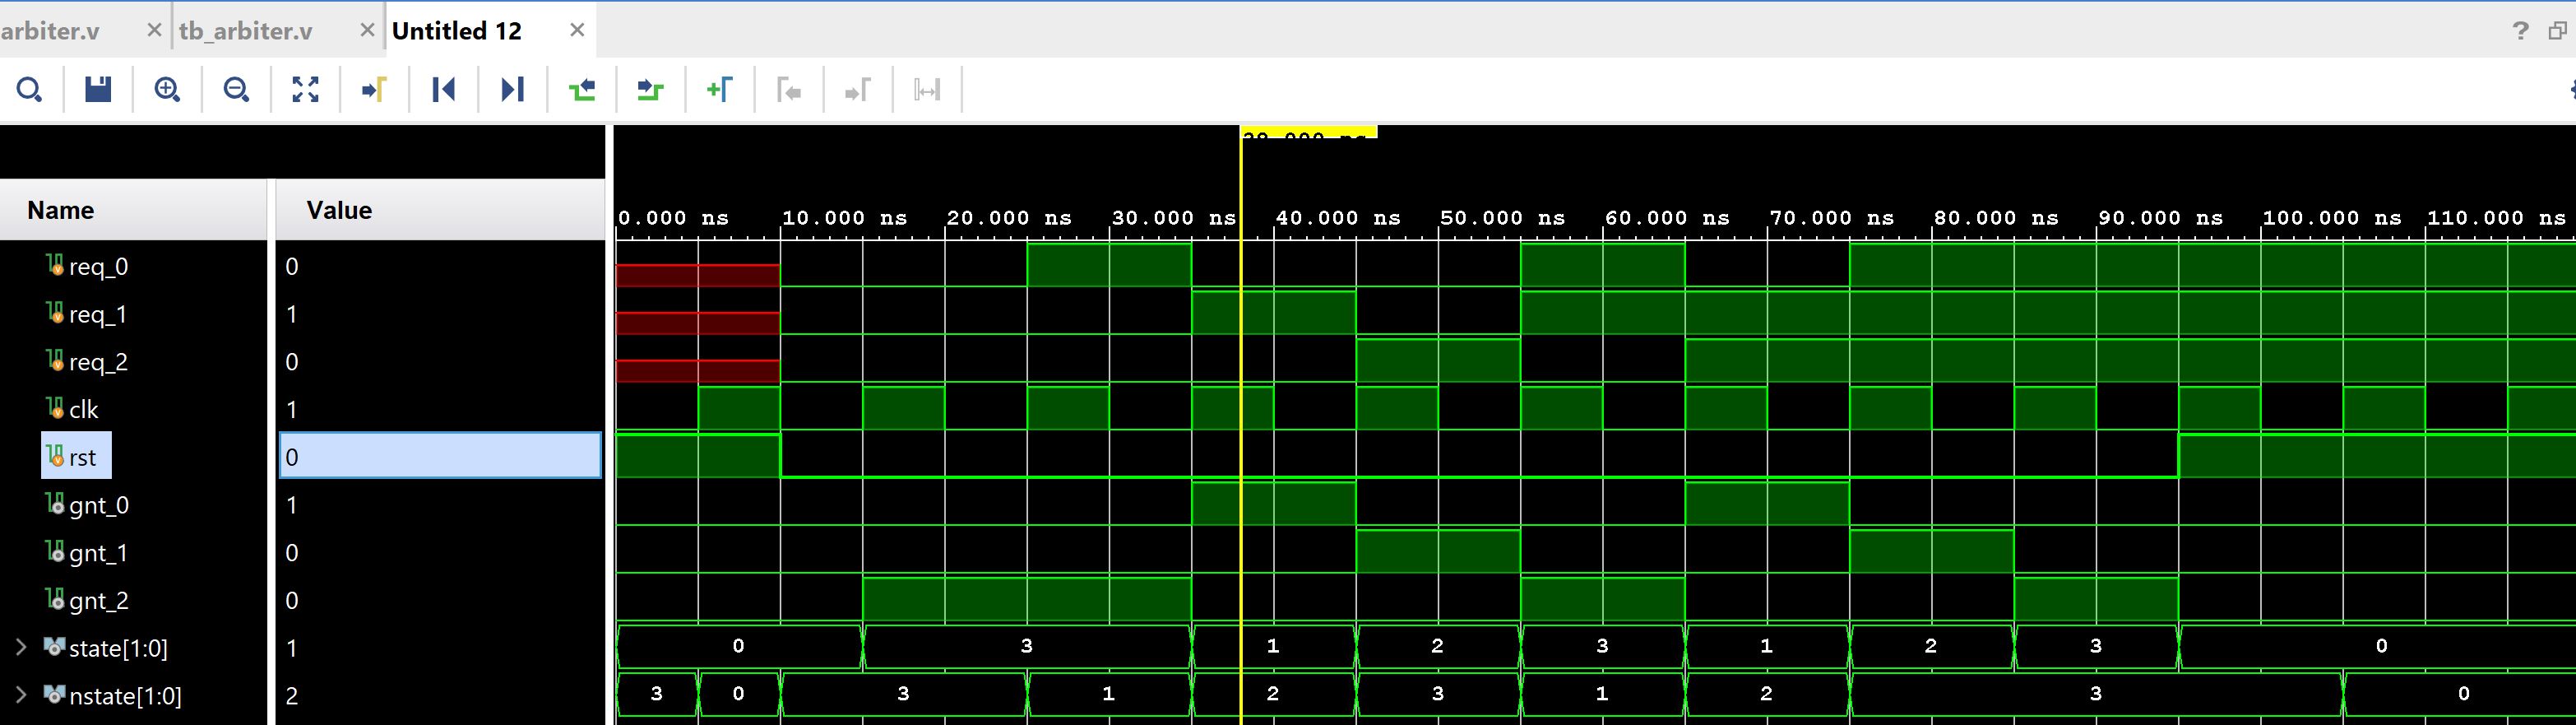 arbiter.v × tb_arbiter.v × Untitled 12 × ?
38.000 ns
Name Value
0.000 ns 10.000 ns 20.000 ns 30.000 ns 40.000 ns 50.000 ns 60.000 ns 70.000 ns 80.000 ns 90.000 ns 100.000 ns 110.000 ns
req_0 0
req_1 1
req_2 0
clk 1
rst 0
gnt_0 1
gnt_1 0
gnt_2 0
state[1:0] 1 0 3 1 2 3 1 2 3 0
nstate[1:0] 2 3 0 3 1 2 3 1 2 3 0